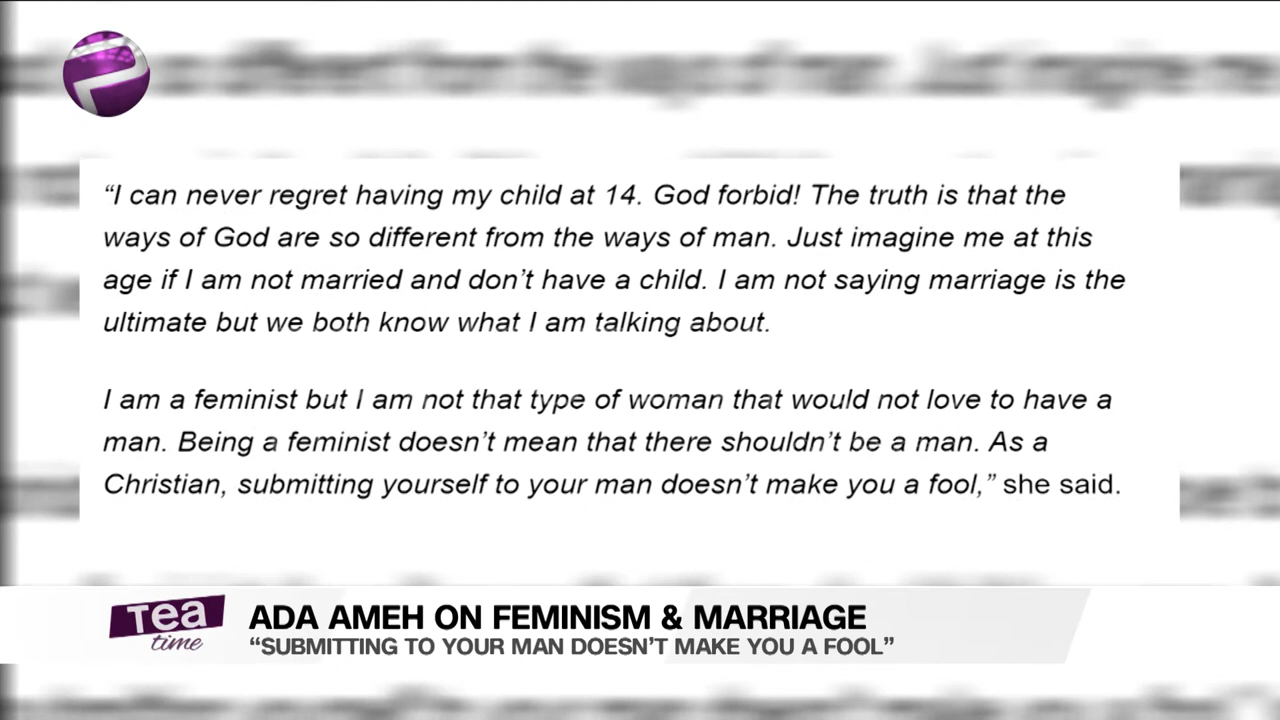 “I can never regret having my child at 14. God forbid! The truth is that the
ways of God are so different from the ways of man. Just imagine me at this
age if I am not married and don’t have a child. I am not saying marriage is the
ultimate but we both know what I am talking about.
I am a feminist but I am not that type of woman that would not love to have a
man. Being a feminist doesn’t mean that there shouldn’t be a man. As a
Christian, submitting yourself to your man doesn’t make you a fool,” she said.
Tea
time
ADA AMEH ON FEMINISM & MARRIAGE
“SUBMITTING TO YOUR MAN DOESN’T MAKE YOU A FOOL”